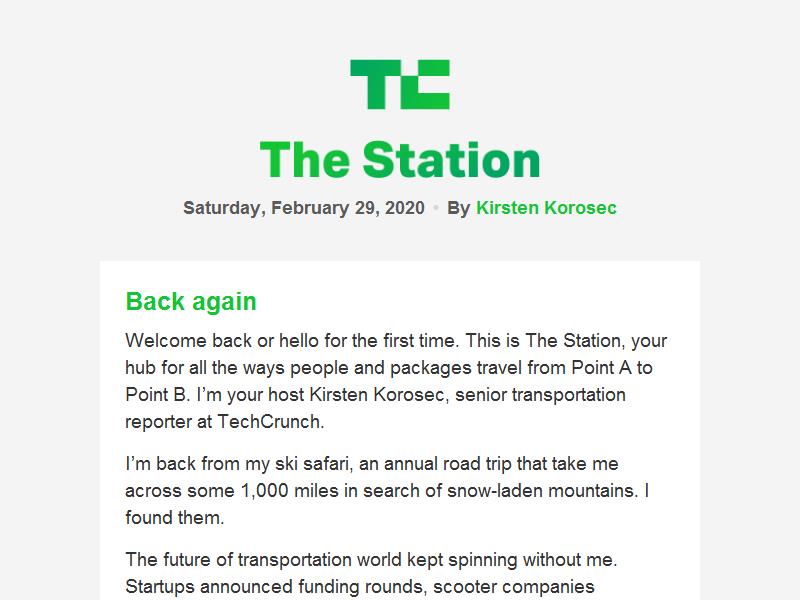 TC
The Station
Saturday, February 29, 2020 • By Kirsten Korosec
Back again
Welcome back or hello for the first time. This is The Station, your
hub for all the ways people and packages travel from Point A to
Point B. I’m your host Kirsten Korosec, senior transportation
reporter at TechCrunch.
I’m back from my ski safari, an annual road trip that take me
across some 1,000 miles in search of snow-laden mountains. I
found them.
The future of transportation world kept spinning without me.
Startups announced funding rounds, scooter companies